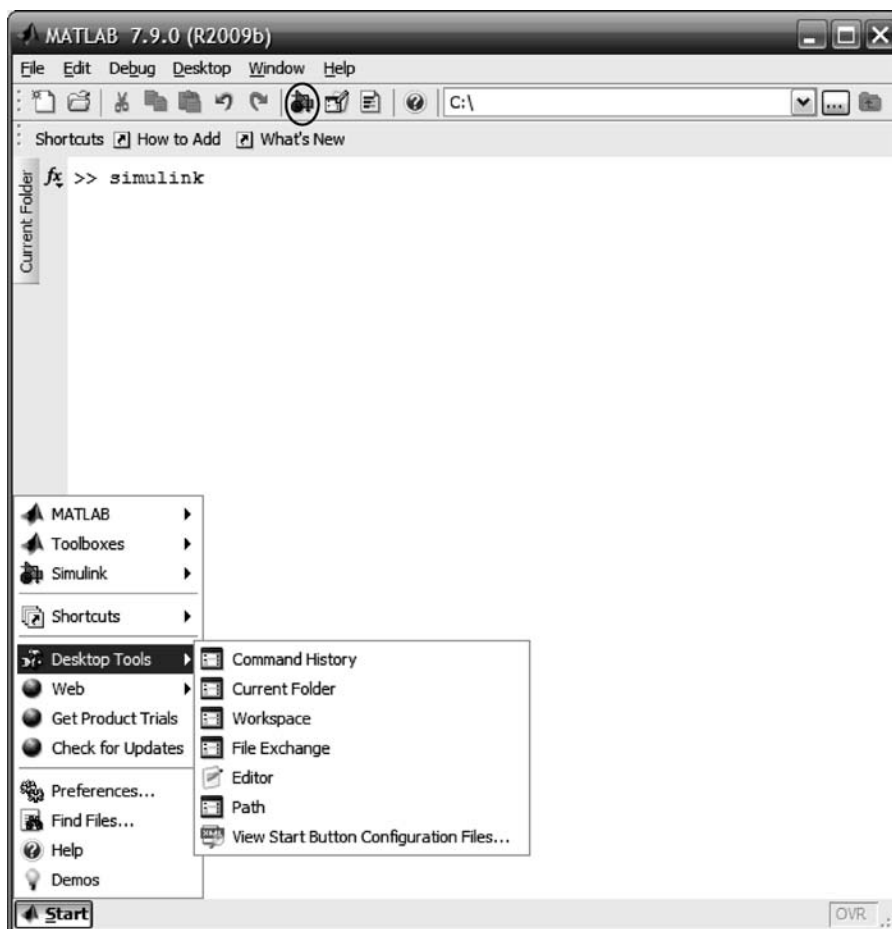 MATLAB 7.9.0 (R2009b)
File Edit Debug Desktop Window Help
C:\
Shortcuts How to Add What's New
Current Folder
fx >> simulink
MATLAB
Toolboxes
Simulink
Shortcuts
Desktop Tools
Web
Get Product Trials
Check for Updates
Preferences...
Find Files...
Help
Demos
Command History
Current Folder
Workspace
File Exchange
Editor
Path
View Start Button Configuration Files...
Start
OVR